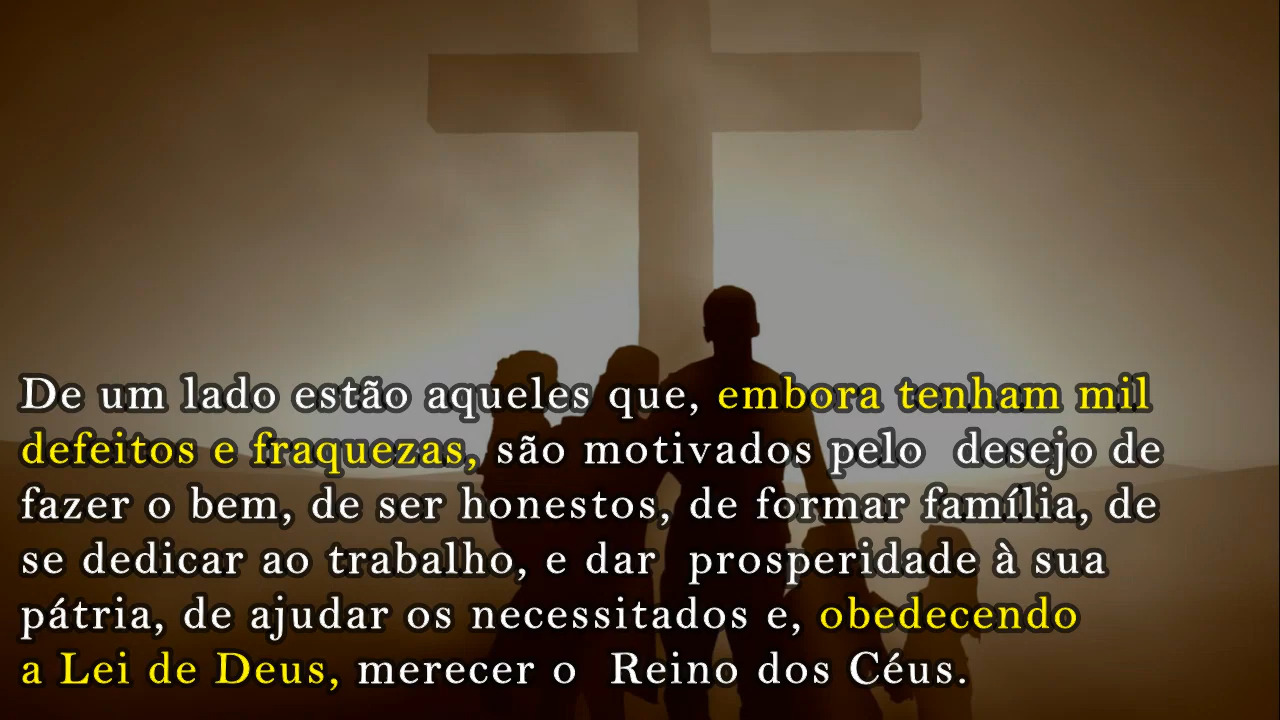 De um lado estão aqueles que, embora tenham mil
defeitos e fraquezas, são motivados pelo desejo de
fazer o bem, de ser honestos, de formar família, de
se dedicar ao trabalho, e dar prosperidade à sua
pátria, de ajudar os necessitados e, obedecendo
a Lei de Deus, merecer o Reino dos Céus.